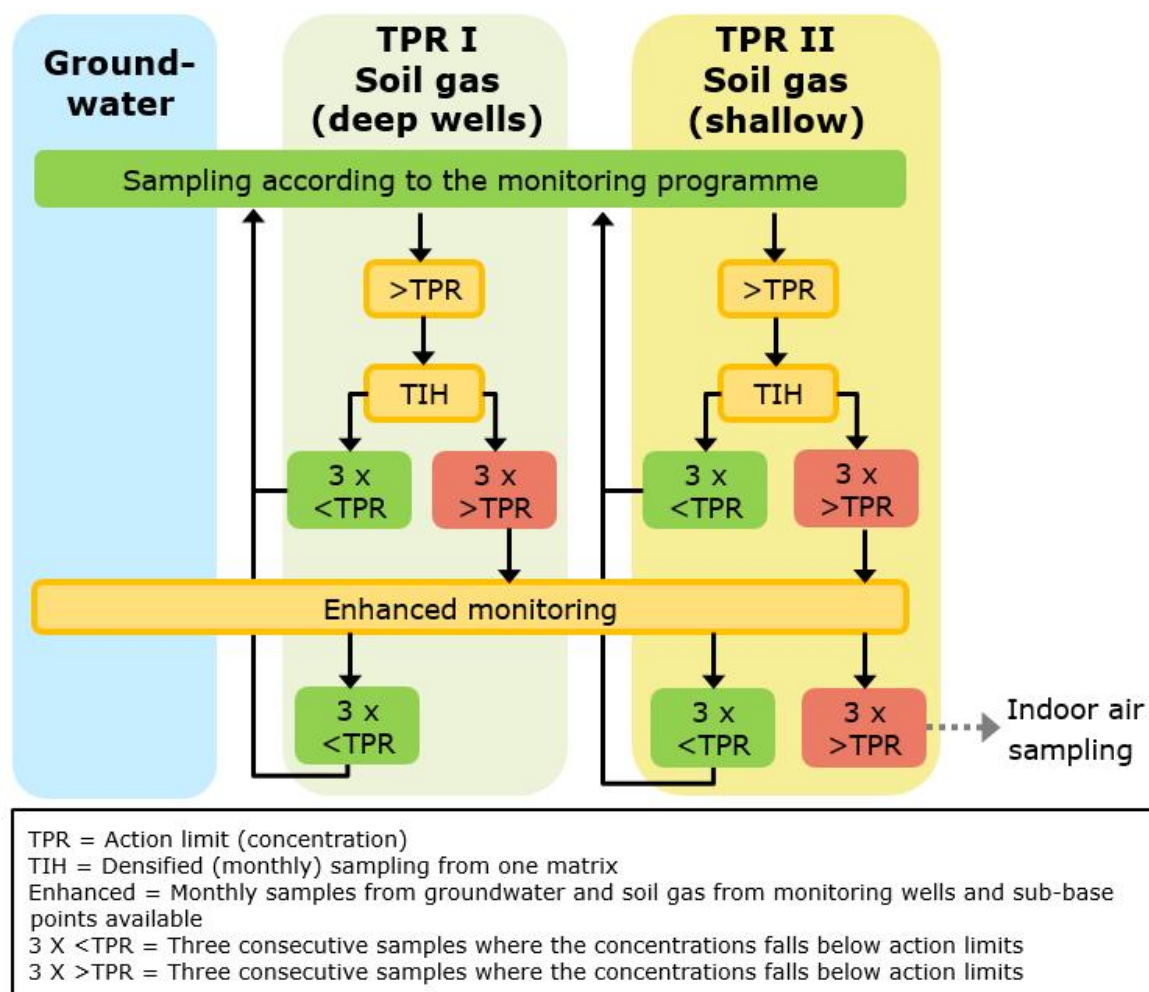 Ground-
water
TPR I
Soil gas
(deep wells)
TPR II
Soil gas
(shallow)
Sampling according to the monitoring programme
>TPR
>TPR
TIH
TIH
3 x
<TPR
3 x
>TPR
3 x
<TPR
3 x
>TPR
Enhanced monitoring
3 x
<TPR
3 x
<TPR
3 x
>TPR
Indoor air
sampling
TPR = Action limit (concentration)
TIH = Densified (monthly) sampling from one matrix
Enhanced = Monthly samples from groundwater and soil gas from monitoring wells and sub-base
points available
3 X <TPR = Three consecutive samples where the concentrations falls below action limits
3 X >TPR = Three consecutive samples where the concentrations falls below action limits